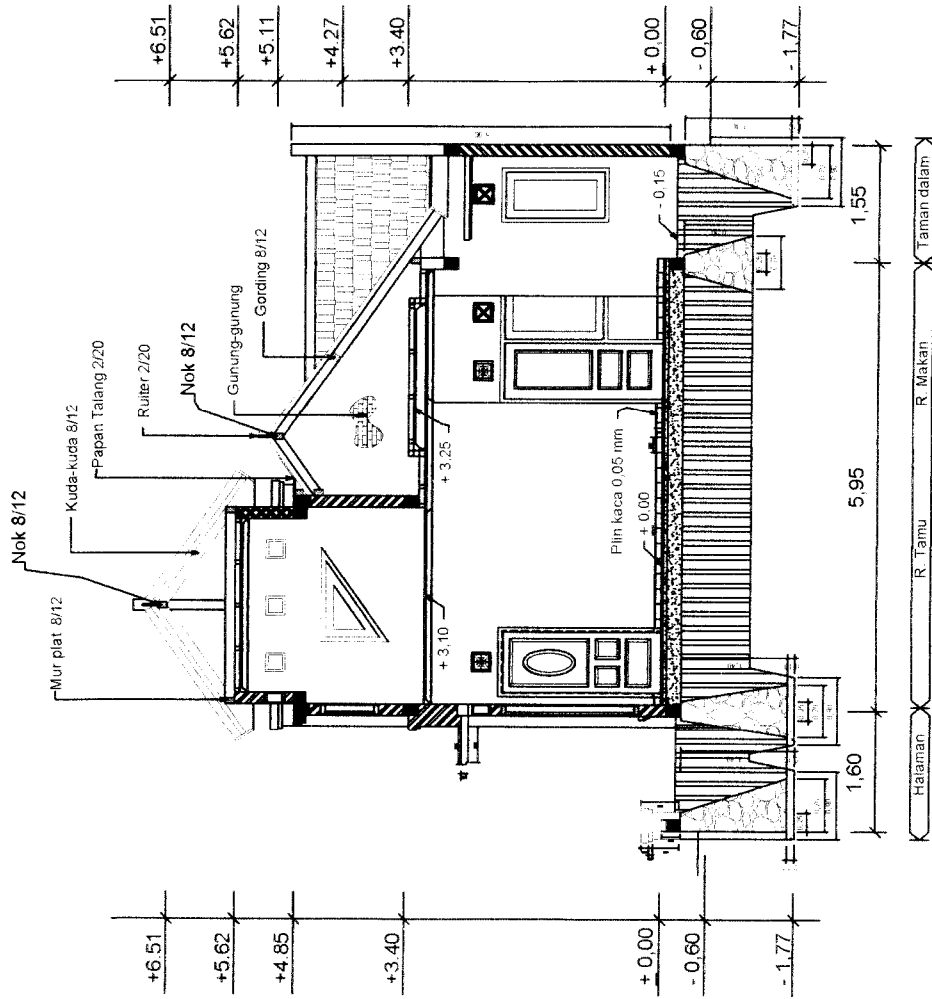 +6.51
+5.62
+5.11
+4.27
+3.40
+ 0,00
- 0,60
- 1,77
Nok 8/12
Mur plat 8/12
Kuda-kuda 8/12
Papan Talang 2/20
Ruiter 2/20
Nok 8/12
Gunung-gunung
Gording 8/12
+ 3,10
+ 3,25
Plin kaca 0,05 mm
+ 0,00
- 0.15
+6.51
+5.62
+4.85
+3.40
+ 0,00
- 0,60
- 1,77
1,60
5,95
1,55
Halaman
R. Tamu
R. Makan
Taman dalam